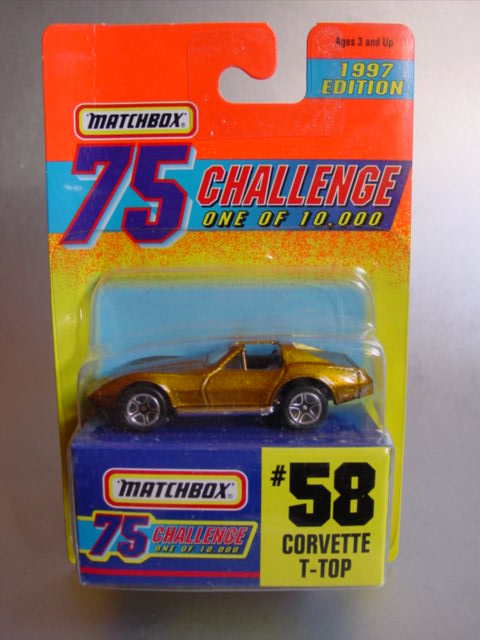 Ages 3 and Up
1997
EDITION
MATCHBOX®
75 CHALLENGE
ONE OF 10.000
MATCHBOX®
75 CHALLENGE
ONE OF 10.000
#58
CORVETTE
T-TOP